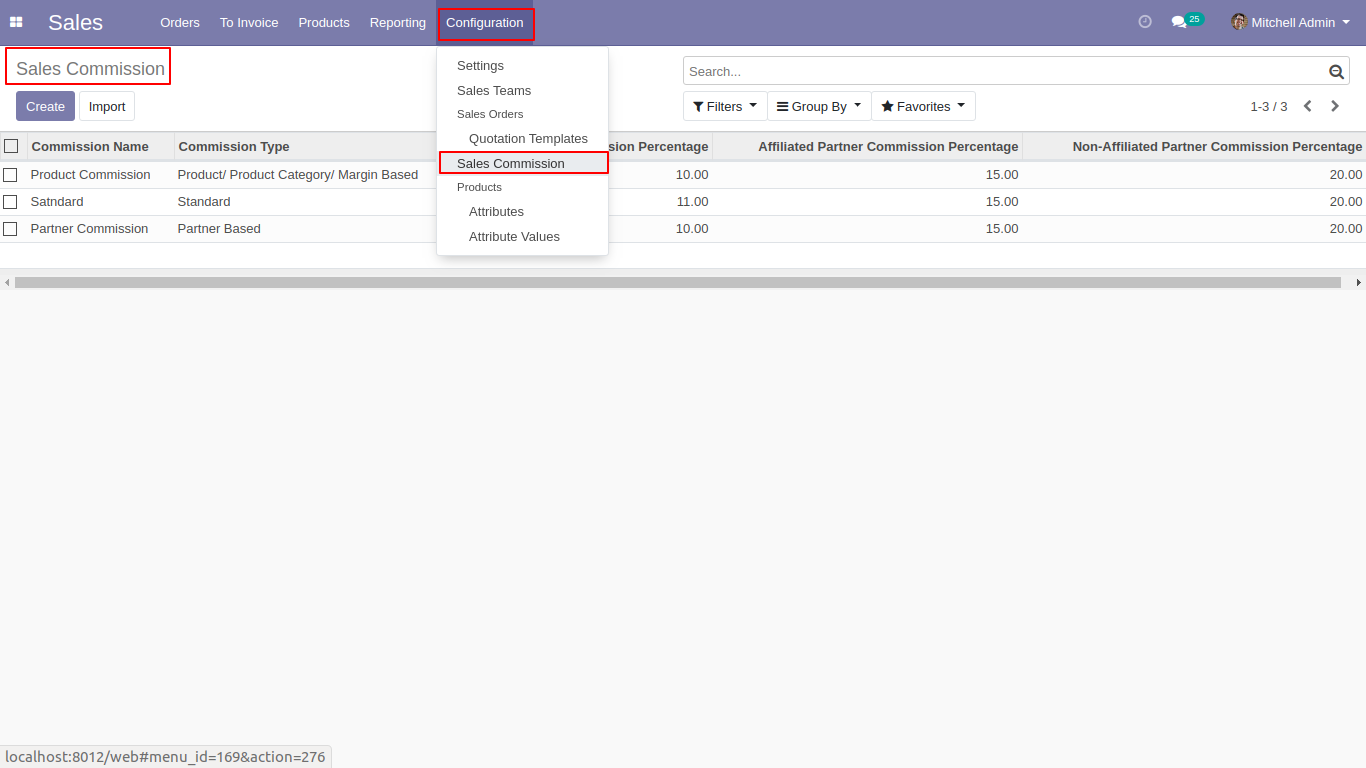 Sales Orders To Invoice Products Reporting Configuration 25 Mitchell Admin
Sales Commission
Search...
Create Import
Filters Group By Favorites 1-3 / 3
Settings
Sales Teams
Sales Orders
Quotation Templates
Sales Commission
Products
Attributes
Attribute Values
Commission Name Commission Type Percentage Affiliated Partner Commission Percentage Non-Affiliated Partner Commission Percentage
Product Commission Product/ Product Category/ Margin Based 10.00 15.00 20.00
Satndard Standard 11.00 15.00 20.00
Partner Commission Partner Based 10.00 15.00 20.00
localhost:8012/web#menu_id=169&action=276